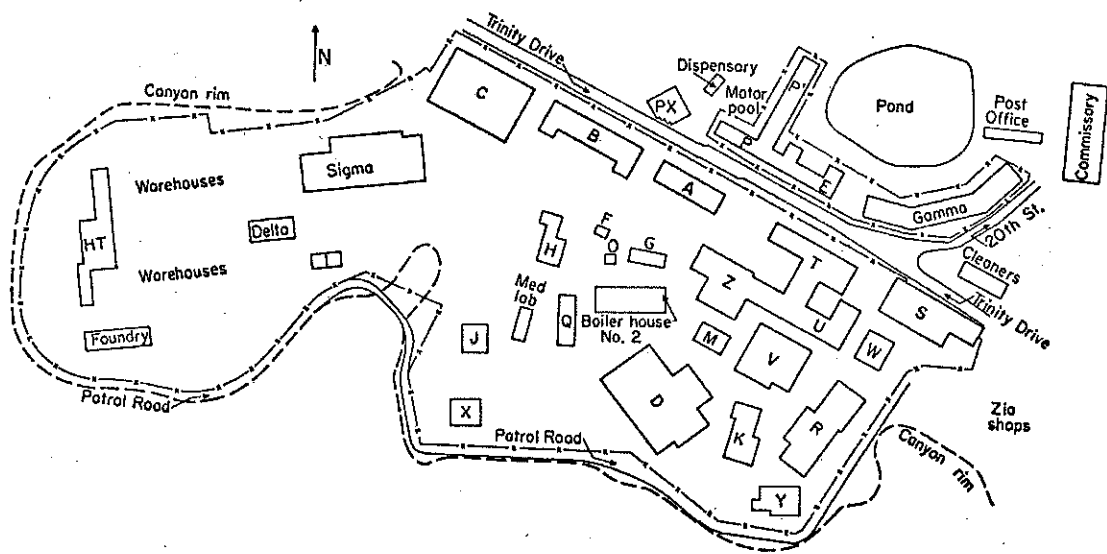 Trinity Drive
N
Canyon rim
C
Dispensary
PX
Motor
pool
P'
P
Pond
Post
Office
Commissary
B
E
Sigma
A
Gamma
20th St.
Warehouses
HT
Delta
H
F
O
G
Cleaners
Trinity Drive
Warehouses
Med
lab
Q
Boiler house
No. 2
Z
T
U
S
Foundry
J
M
V
W
Patrol Road
X
D
K
R
Zia
shops
Patrol Road
Canyon rim
Y